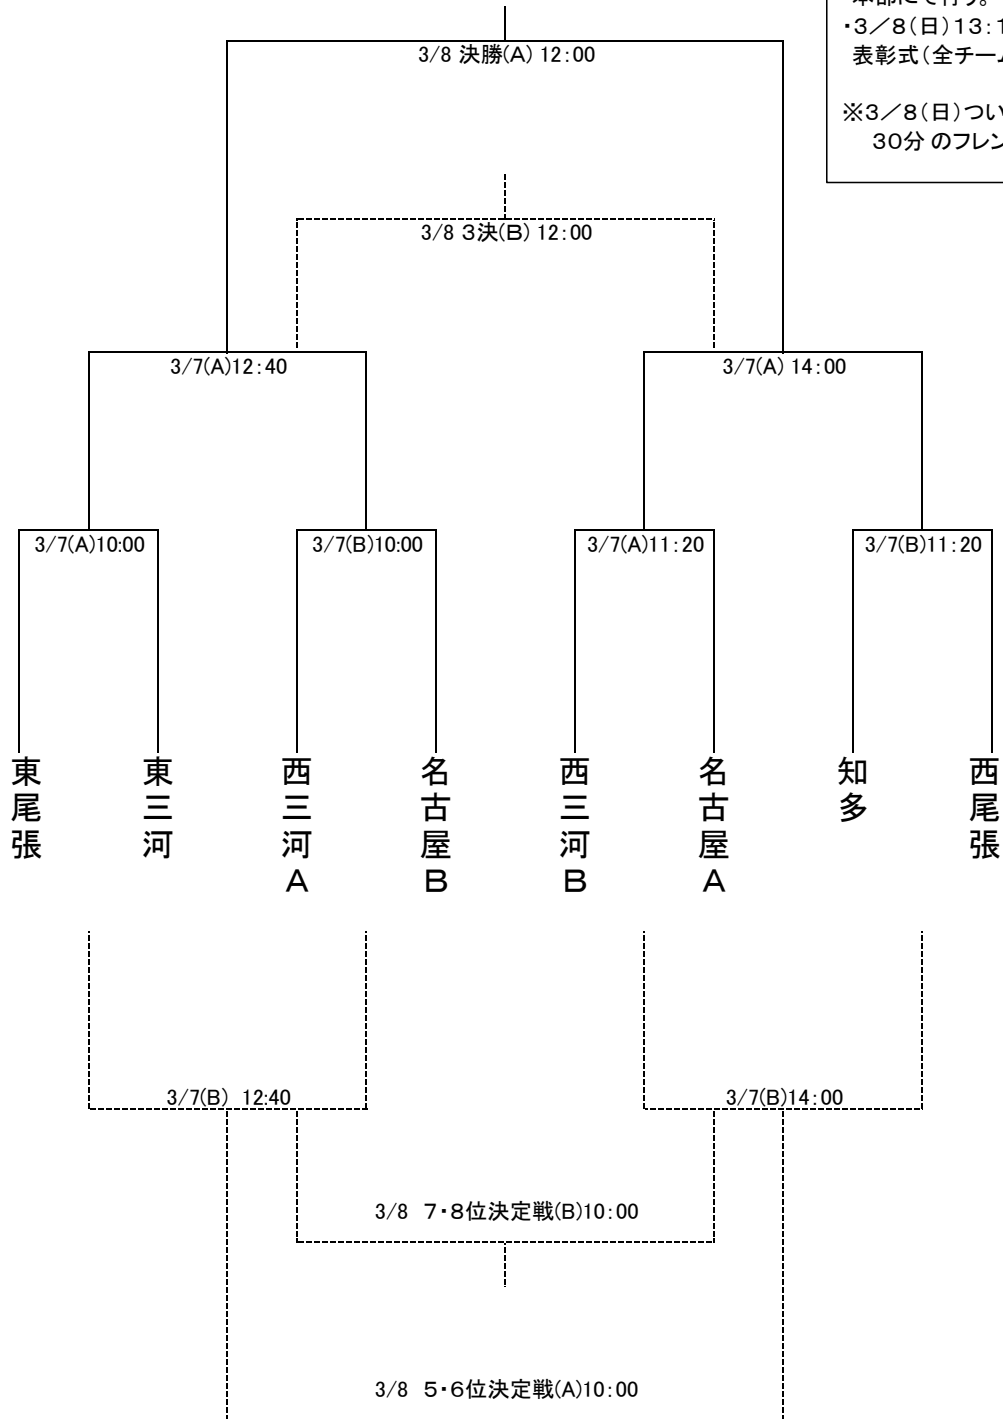 本部にて行う。
・3／8（日）13：1
表彰式（全チーム
※3／8（日）つい
30分のフレン
3/8 決勝(A) 12:00
3/8 3決(B) 12:00
3/7(A)12:40
3/7(A) 14:00
3/7(A)10:00
3/7(B)10:00
3/7(A)11:20
3/7(B)11:20
東尾張
東三河
西三河A
名古屋B
西三河B
名古屋A
知多
西尾張
3/7(B) 12:40
3/7(B)14:00
3/8 7・8位決定戦(B)10:00
3/8 5・6位決定戦(A)10:00